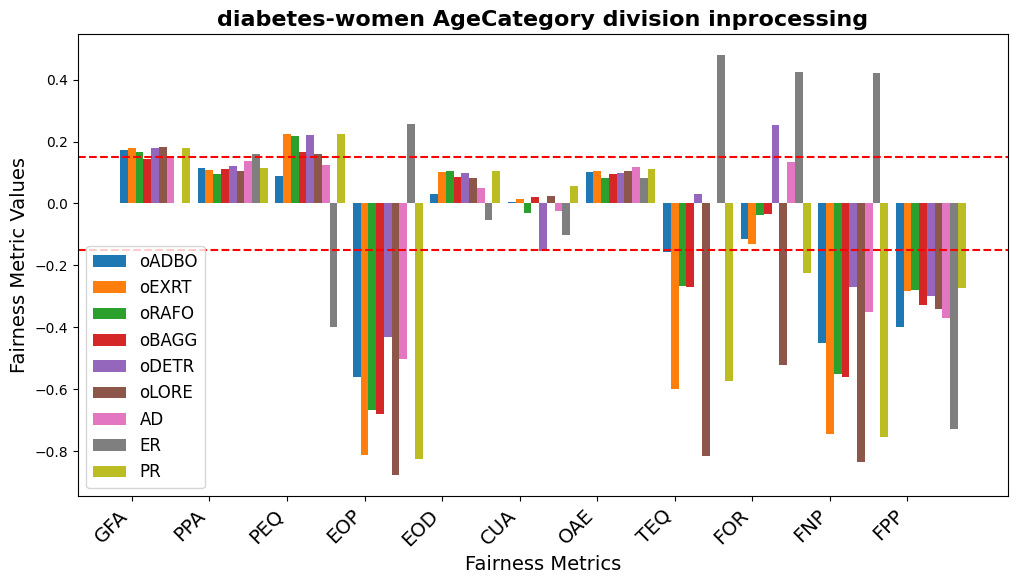 diabetes-women AgeCategory division inprocessing
Fairness Metric Values
0.4
0.2
0.0
−0.2
−0.4
−0.6
−0.8
oADBO
oEXRT
oRAFO
oBAGG
oDETR
oLORE
AD
ER
PR
GFA
PPA
PEQ
EOP
EOD
CUA
OAE
TEQ
FOR
FNP
FPP
Fairness Metrics